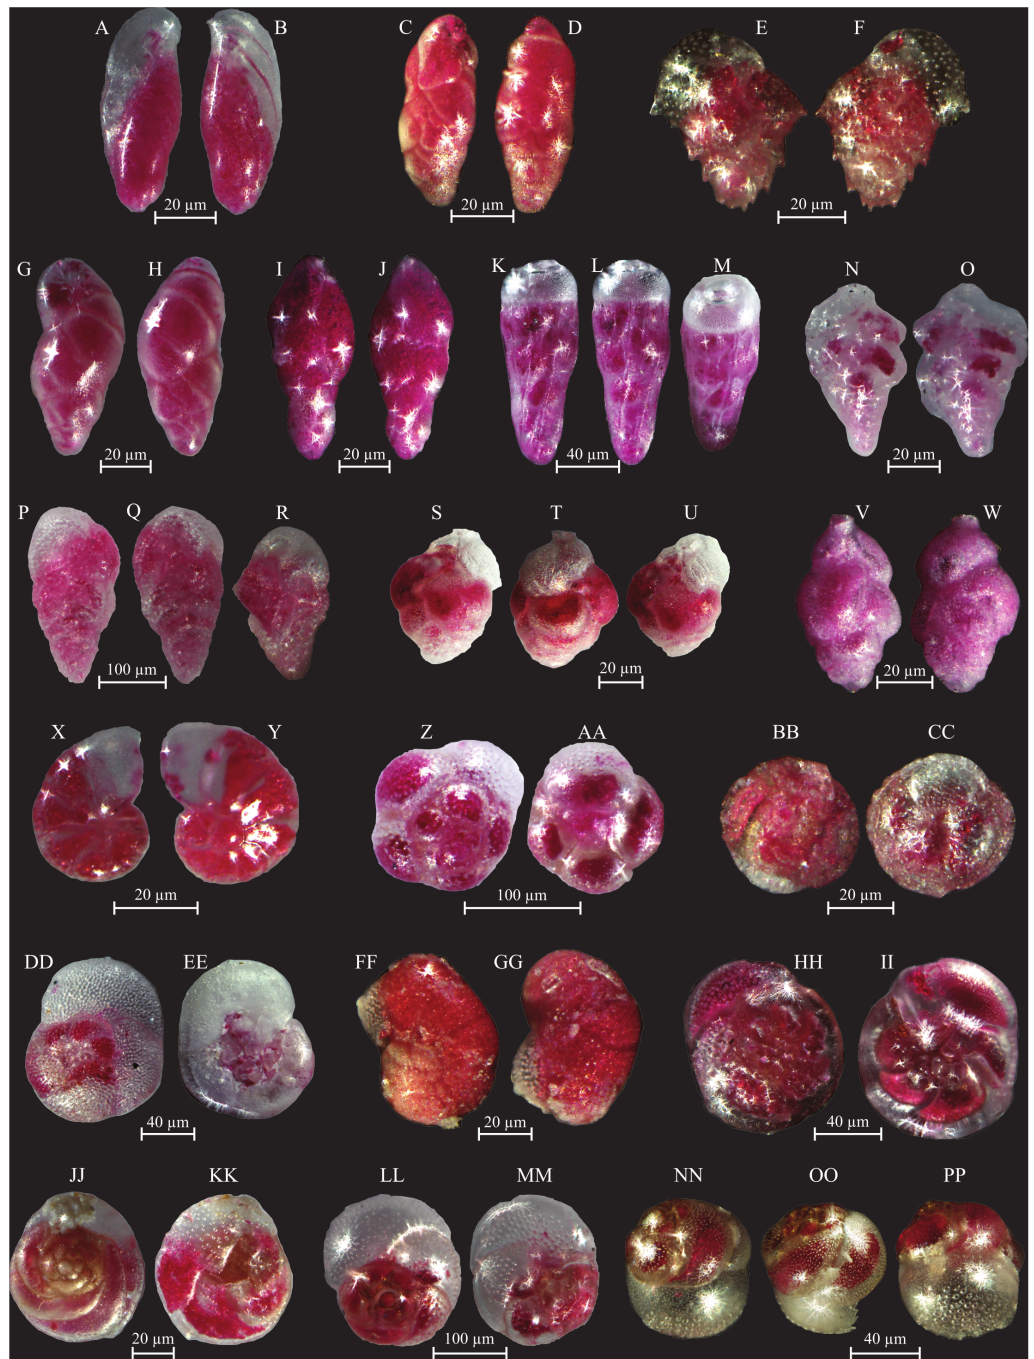 A B C D E F
20 µm 20 µm 20 µm
G H I J K L M N O
20 µm 20 µm 40 µm 20 µm
P Q R S T U V W
100 µm 20 µm 20 µm
X Y Z AA BB CC
20 µm 100 µm 20 µm
DD EE FF GG HH II
40 µm 20 µm 40 µm
JJ KK LL MM NN OO PP
20 µm 100 µm 40 µm